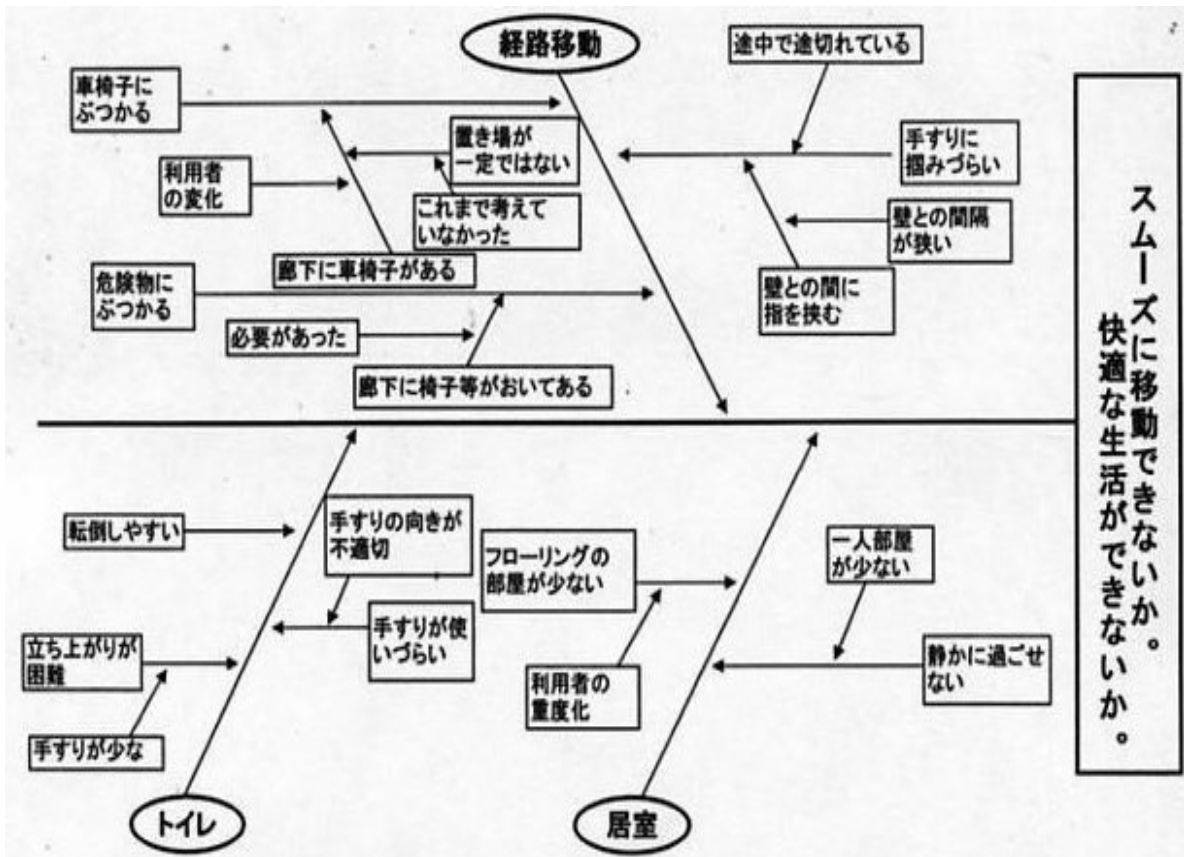 経路移動
途中で途切れている
車椅子に
ぶつかる
置き場が
一定ではない
手すりに
掴みづらい
利用者
の変化
これまで考えて
いなかった
壁との間隔
が狭い
廊下に車椅子がある
危険物に
ぶつかる
壁との間に
指を挟む
必要があった
廊下に椅子等がおいてある
スムーズに移動できないか。
快適な生活ができないか。
転倒しやすい
手すりの向きが
不適切
フローリングの
部屋が少ない
一人部屋
が少ない
立ち上がりが
困難
手すりが使
いづらい
利用者の
重度化
静かに過ごせ
ない
手すりが少な
トイレ
居室